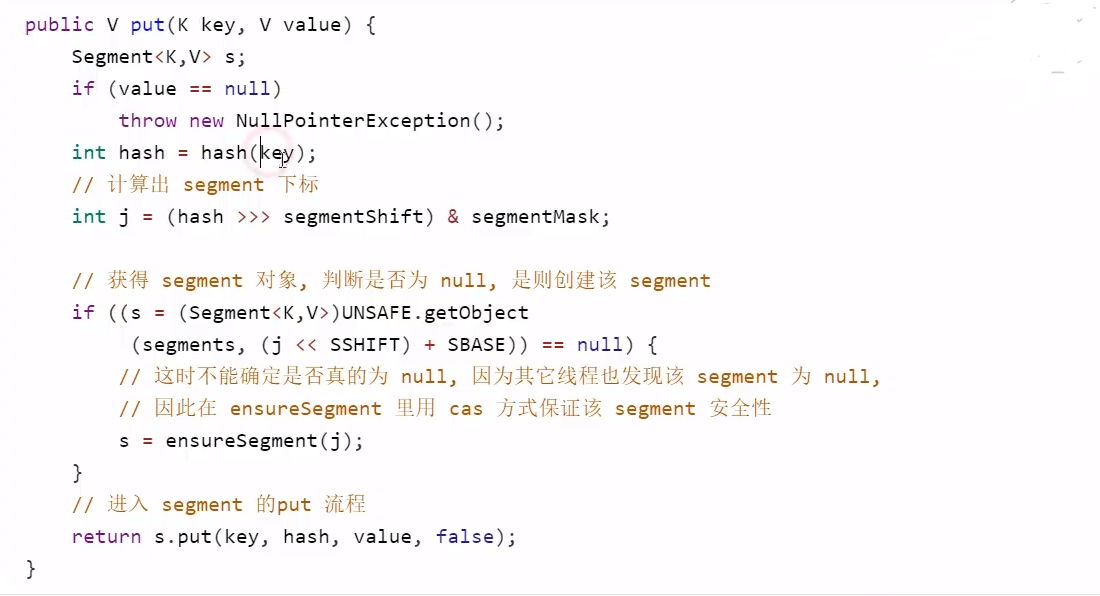 public V put(K key, V value) {
    Segment<K,V> s;
    if (value == null)
        throw new NullPointerException();
    int hash = hash(key);
    // 计算出 segment 下标
    int j = (hash >>> segmentShift) & segmentMask;
    // 获得 segment 对象, 判断是否为 null, 是则创建该 segment
    if ((s = (Segment<K,V>)UNSAFE.getObject
         (segments, (j << SSHIFT) + SBASE)) == null) {
        // 这时不能确定是否真的为 null, 因为其它线程也发现该 segment 为 null,
        // 因此在 ensureSegment 里用 cas 方式保证该 segment 安全性
        s = ensureSegment(j);
    }
    // 进入 segment 的put 流程
    return s.put(key, hash, value, false);
}